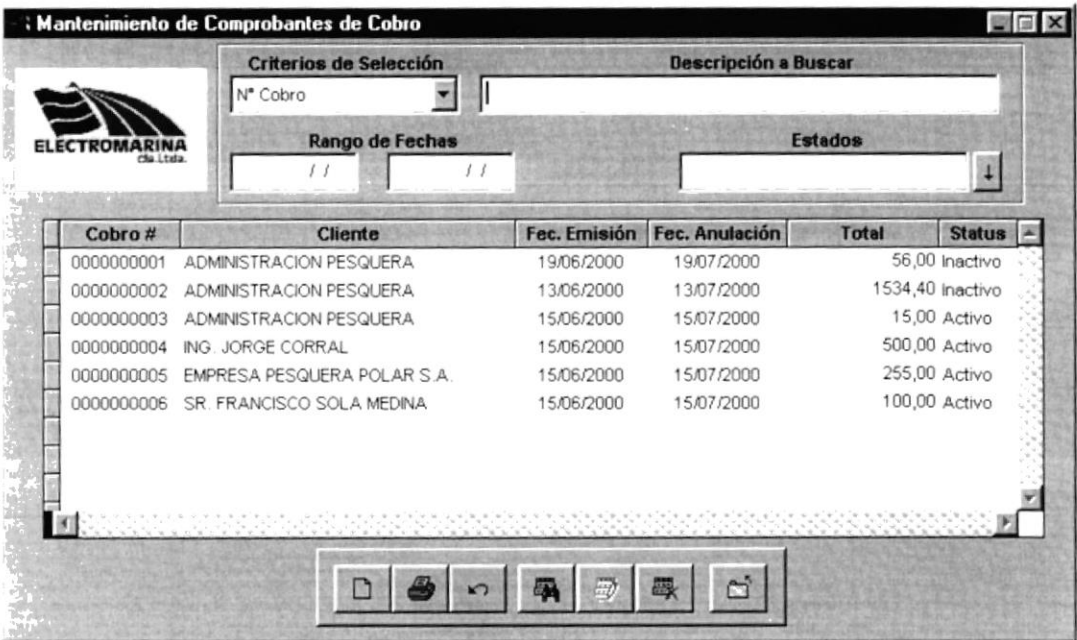 Mantenimiento de Comprobantes de Cobro
Criterios de Selección
Descripción a Buscar
N° Cobro
ELECTROMARINA
cia.Ltda.
Rango de Fechas
Estados
/ /
/ /
Cobro # Cliente Fec. Emisión Fec. Anulación Total Status
0000000001 ADMINISTRACION PESQUERA 19/06/2000 19/07/2000 56,00 Inactivo
0000000002 ADMINISTRACION PESQUERA 13/06/2000 13/07/2000 1534,40 Inactivo
0000000003 ADMINISTRACION PESQUERA 15/06/2000 15/07/2000 15,00 Activo
0000000004 ING. JORGE CORRAL 15/06/2000 15/07/2000 500,00 Activo
0000000005 EMPRESA PESQUERA POLAR S.A. 15/06/2000 15/07/2000 255,00 Activo
0000000006 SR. FRANCISCO SOLA MEDINA 15/06/2000 15/07/2000 100,00 Activo